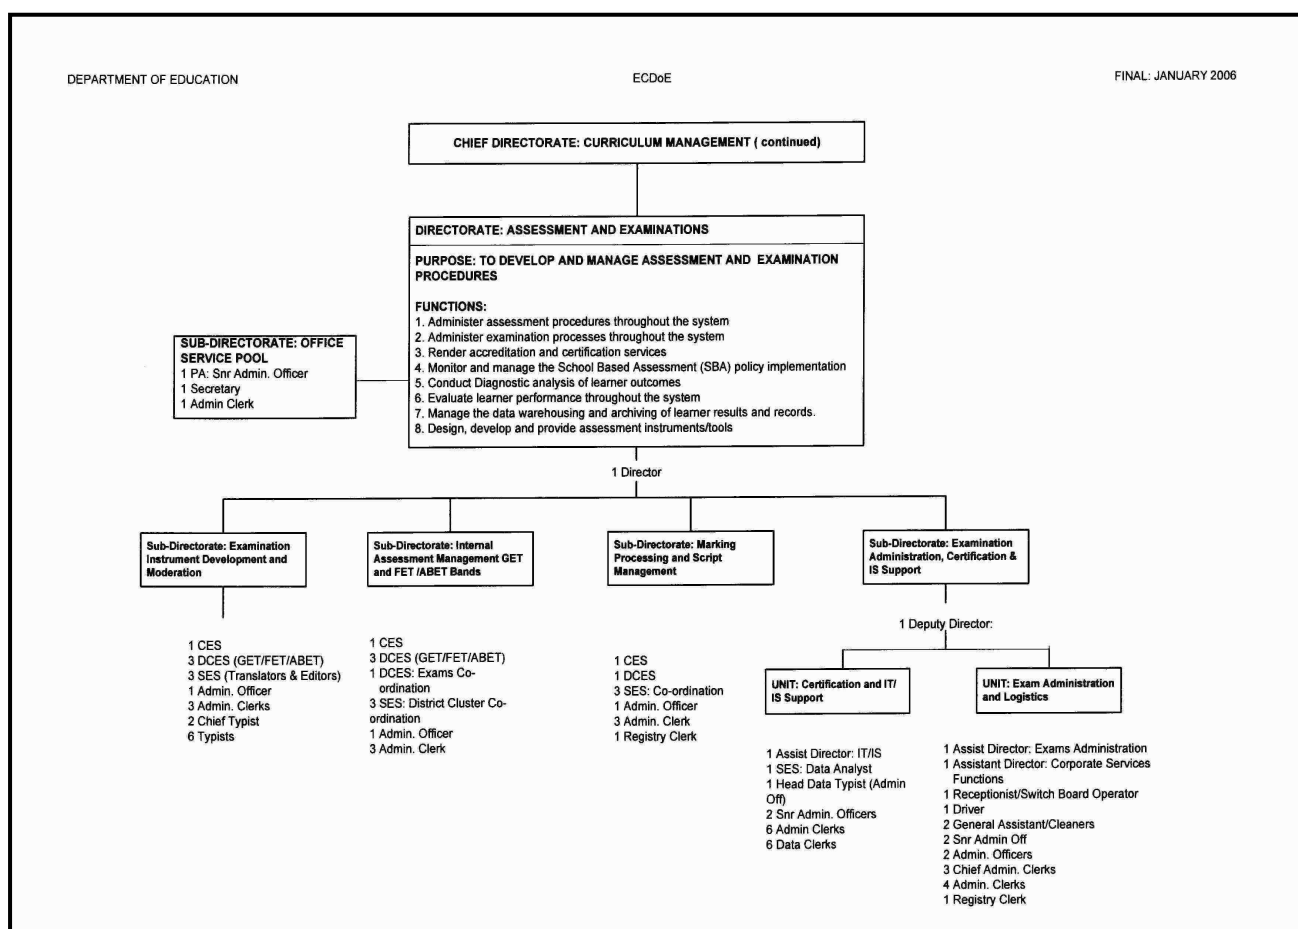 DEPARTMENT OF EDUCATION
ECDoE
FINAL: JANUARY 2006
CHIEF DIRECTORATE: CURRICULUM MANAGEMENT ( continued)
DIRECTORATE: ASSESSMENT AND EXAMINATIONS
PURPOSE: TO DEVELOP AND MANAGE ASSESSMENT AND EXAMINATION
PROCEDURES
FUNCTIONS:
1. Administer assessment procedures throughout the system
2. Administer examination processes throughout the system
3. Render accreditation and certification services
4. Monitor and manage the School Based Assessment (SBA) policy implementation
5. Conduct Diagnostic analysis of learner outcomes
6. Evaluate learner performance throughout the system
7. Manage the data warehousing and archiving of learner results and records.
8. Design, develop and provide assessment instruments/tools
SUB-DIRECTORATE: OFFICE
SERVICE POOL
1 PA: Snr Admin. Officer
1 Secretary
1 Admin Clerk
1 Director
Sub-Directorate: Examination
Instrument Development and
Moderation
1 CES
3 DCES (GET/FET/ABET)
3 SES (Translators & Editors)
1 Admin. Officer
3 Admin. Clerks
2 Chief Typist
6 Typists
Sub-Directorate: Internal
Assessment Management GET
and FET /ABET Bands
1 CES
3 DCES (GET/FET/ABET)
1 DCES: Exams Co-
ordination
3 SES: District Cluster Co-
ordination
1 Admin. Officer
3 Admin. Clerk
Sub-Directorate: Marking
Processing and Script
Management
1 CES
1 DCES
3 SES: Co-ordination
1 Admin. Officer
3 Admin. Clerk
1 Registry Clerk
Sub-Directorate: Examination
Administration, Certification &
IS Support
1 Deputy Director:
UNIT: Certification and IT/
IS Support
1 Assist Director: IT/IS
1 SES: Data Analyst
1 Head Data Typist (Admin
Off)
2 Snr Admin. Officers
6 Admin Clerks
6 Data Clerks
UNIT: Exam Administration
and Logistics
1 Assist Director: Exams Administration
1 Assistant Director: Corporate Services
Functions
1 Receptionist/Switch Board Operator
1 Driver
2 General Assistant/Cleaners
2 Snr Admin Off
2 Admin. Officers
3 Chief Admin. Clerks
4 Admin. Clerks
1 Registry Clerk